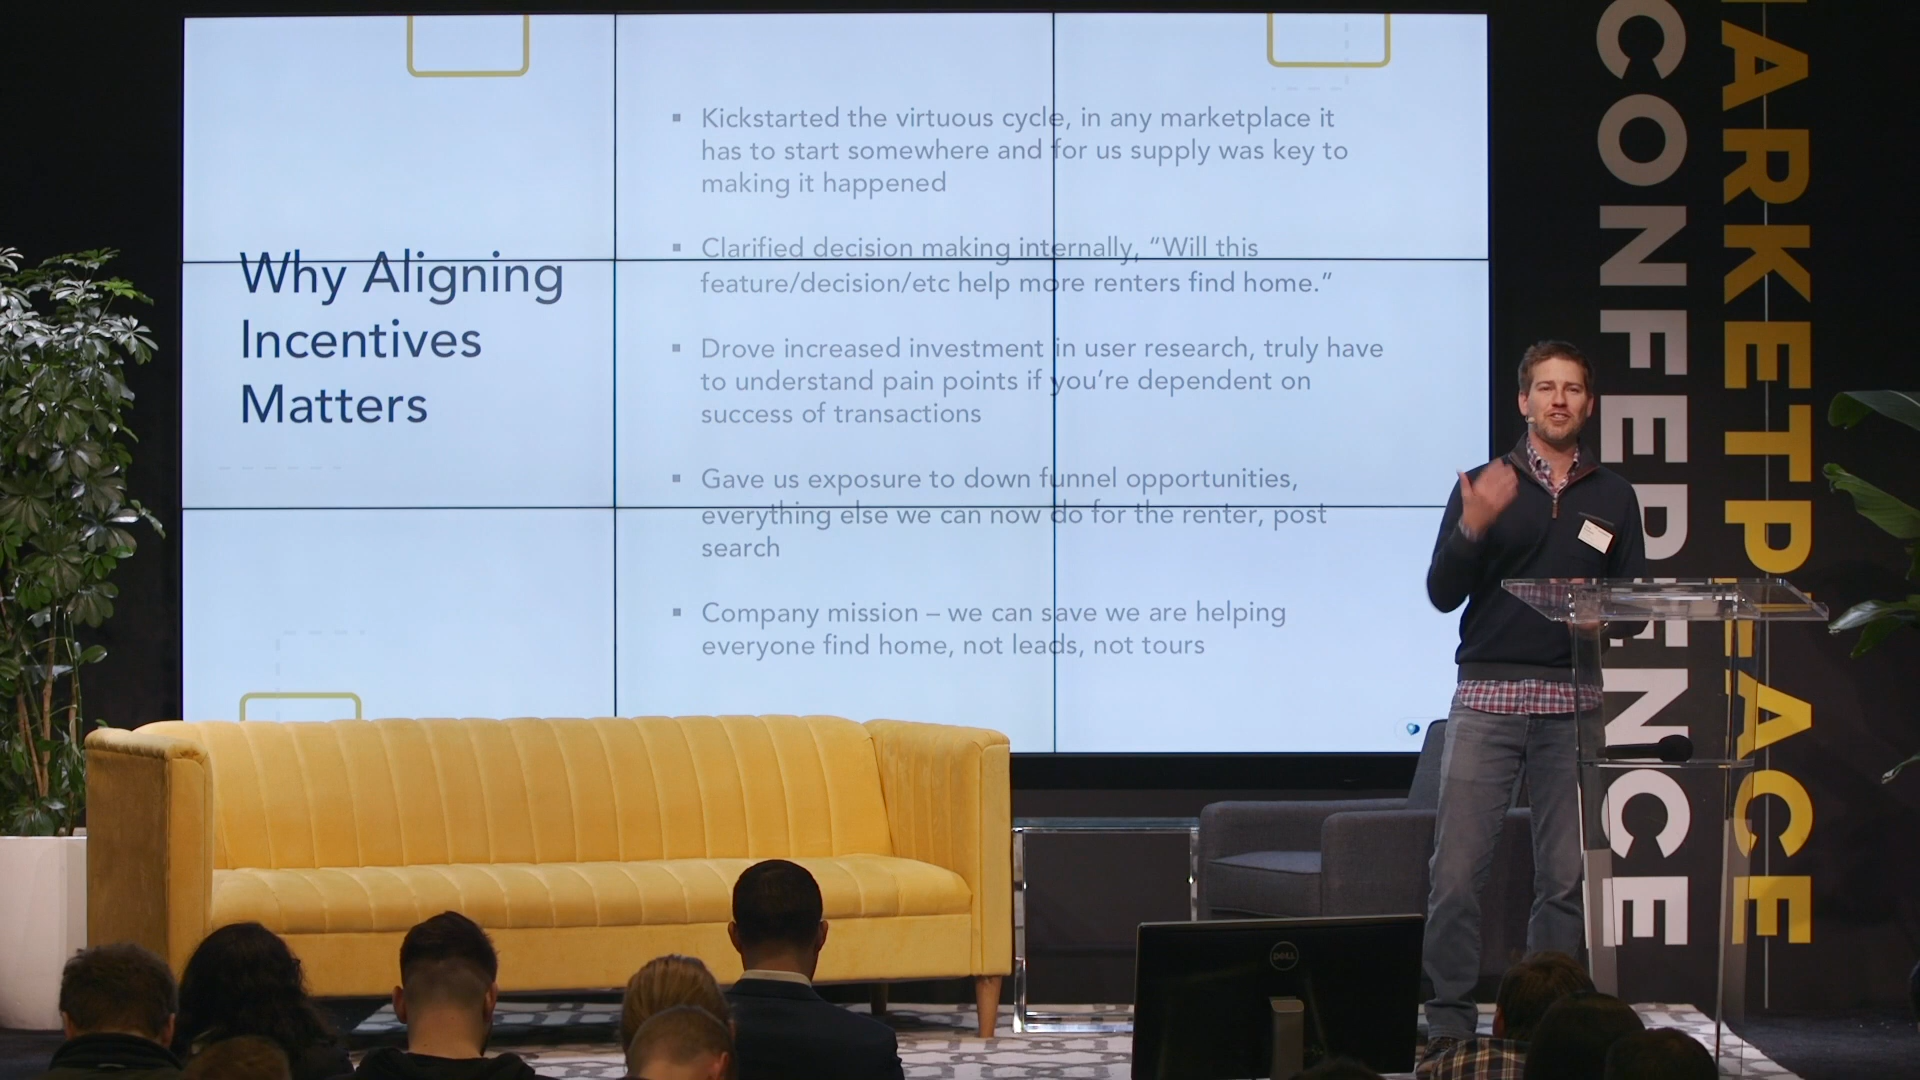 Why Aligning
Incentives
Matters
▪ Kickstarted the virtuous cycle, in any marketplace it
has to start somewhere and for us supply was key to
making it happened
▪ Clarified decision making internally, “Will this
feature/decision/etc help more renters find home.”
▪ Drove increased investment in user research, truly have
to understand pain points if you’re dependent on
success of transactions
▪ Gave us exposure to down funnel opportunities,
everything else we can now do for the renter, post
search
▪ Company mission – we can save we are helping
everyone find home, not leads, not tours
MARKETPLACE
CONFERENCE
DELL